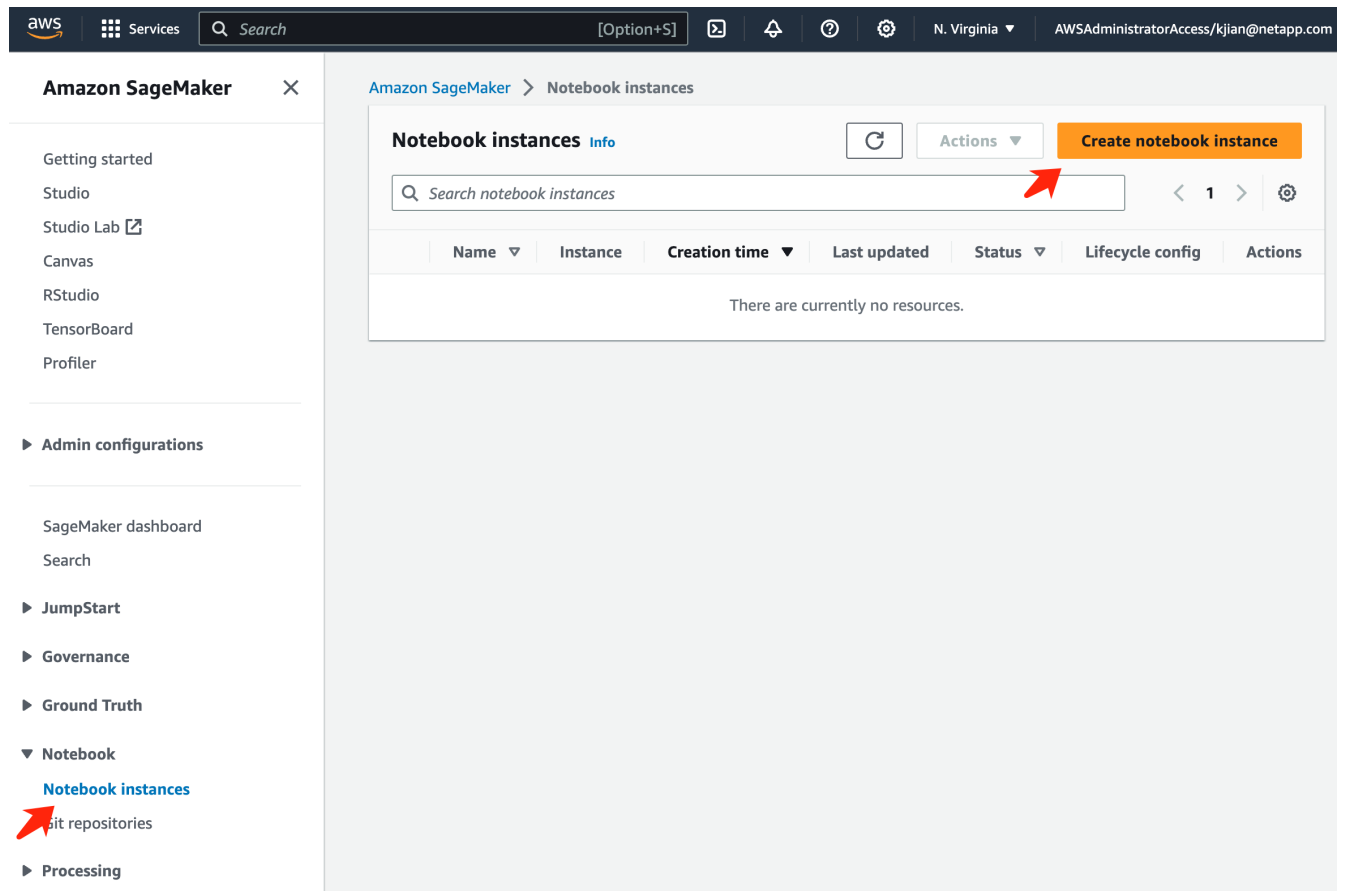 aws Services Search [Option+S] N. Virginia AWSAdministratorAccess/kjian@netapp.com
Amazon SageMaker
Getting started
Studio
Studio Lab
Canvas
RStudio
TensorBoard
Profiler
Admin configurations
SageMaker dashboard
Search
JumpStart
Governance
Ground Truth
Notebook
Notebook instances
Git repositories
Processing
Amazon SageMaker Notebook instances
Notebook instances Info Actions Create notebook instance
Search notebook instances 1
Name Instance Creation time Last updated Status Lifecycle config Actions
There are currently no resources.